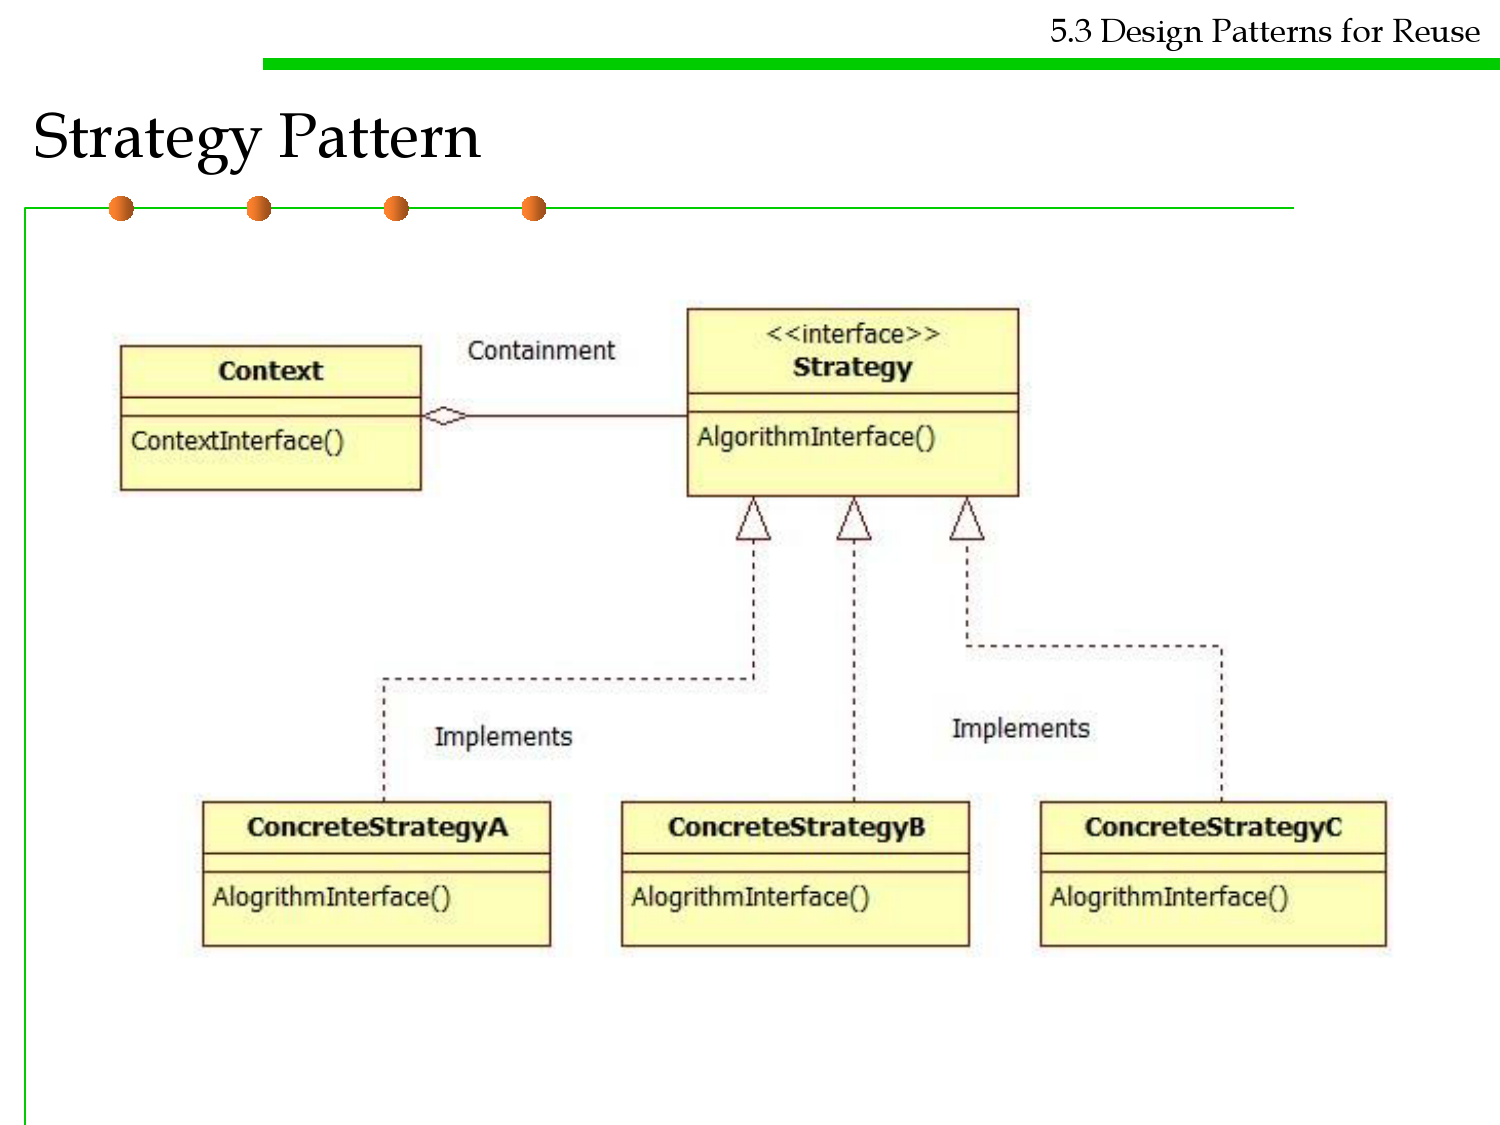 5.3 Design Patterns for Reuse
Strategy Pattern
Containment
<<interface>>
Strategy
Context
AlgorithmInterface()
ContextInterface()
Implements
Implements
ConcreteStrategyA
ConcreteStrategyB
ConcreteStrategyC
AlogrithmInterface()
AlogrithmInterface()
AlogrithmInterface()